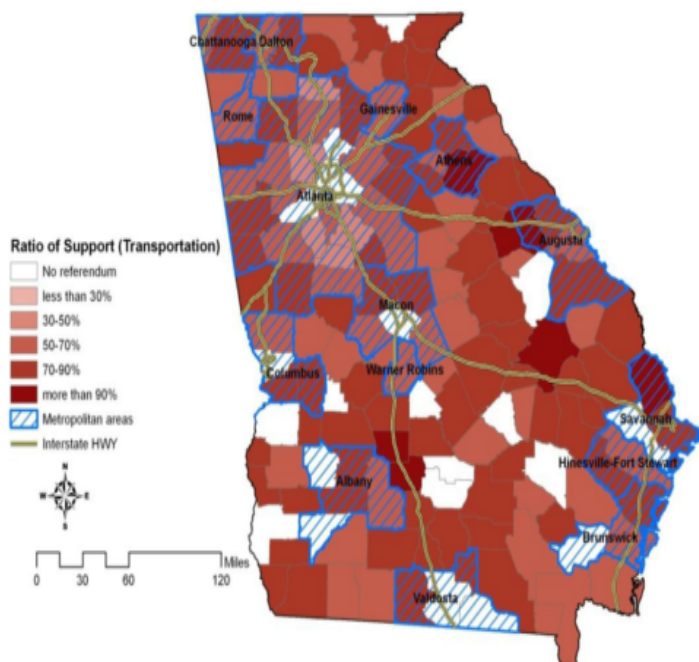 Chattanooga Dalton
Rome
Gainesville
Athens
Atlanta
Augusta
Macon
Columbus
Warner Robins
Savannah
Hinesville-Fort Stewart
Albany
Brunswick
Valdosta
Ratio of Support (Transportation)
No referendum
less than 30%
30-50%
50-70%
70-90%
more than 90%
Metropolitan areas
Interstate HWY
N
W E
S
Miles
0 15 30 60 120